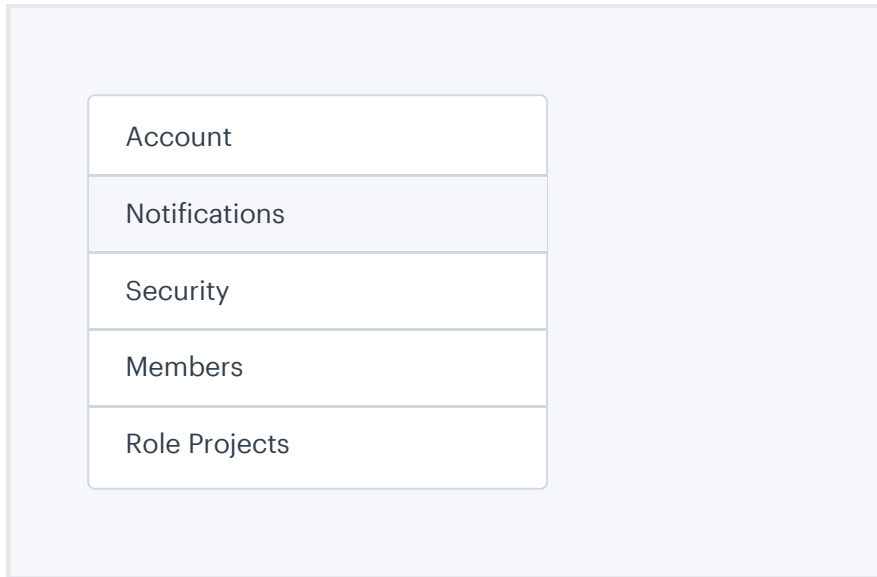 Account
Notifications
Security
Members
Role Projects